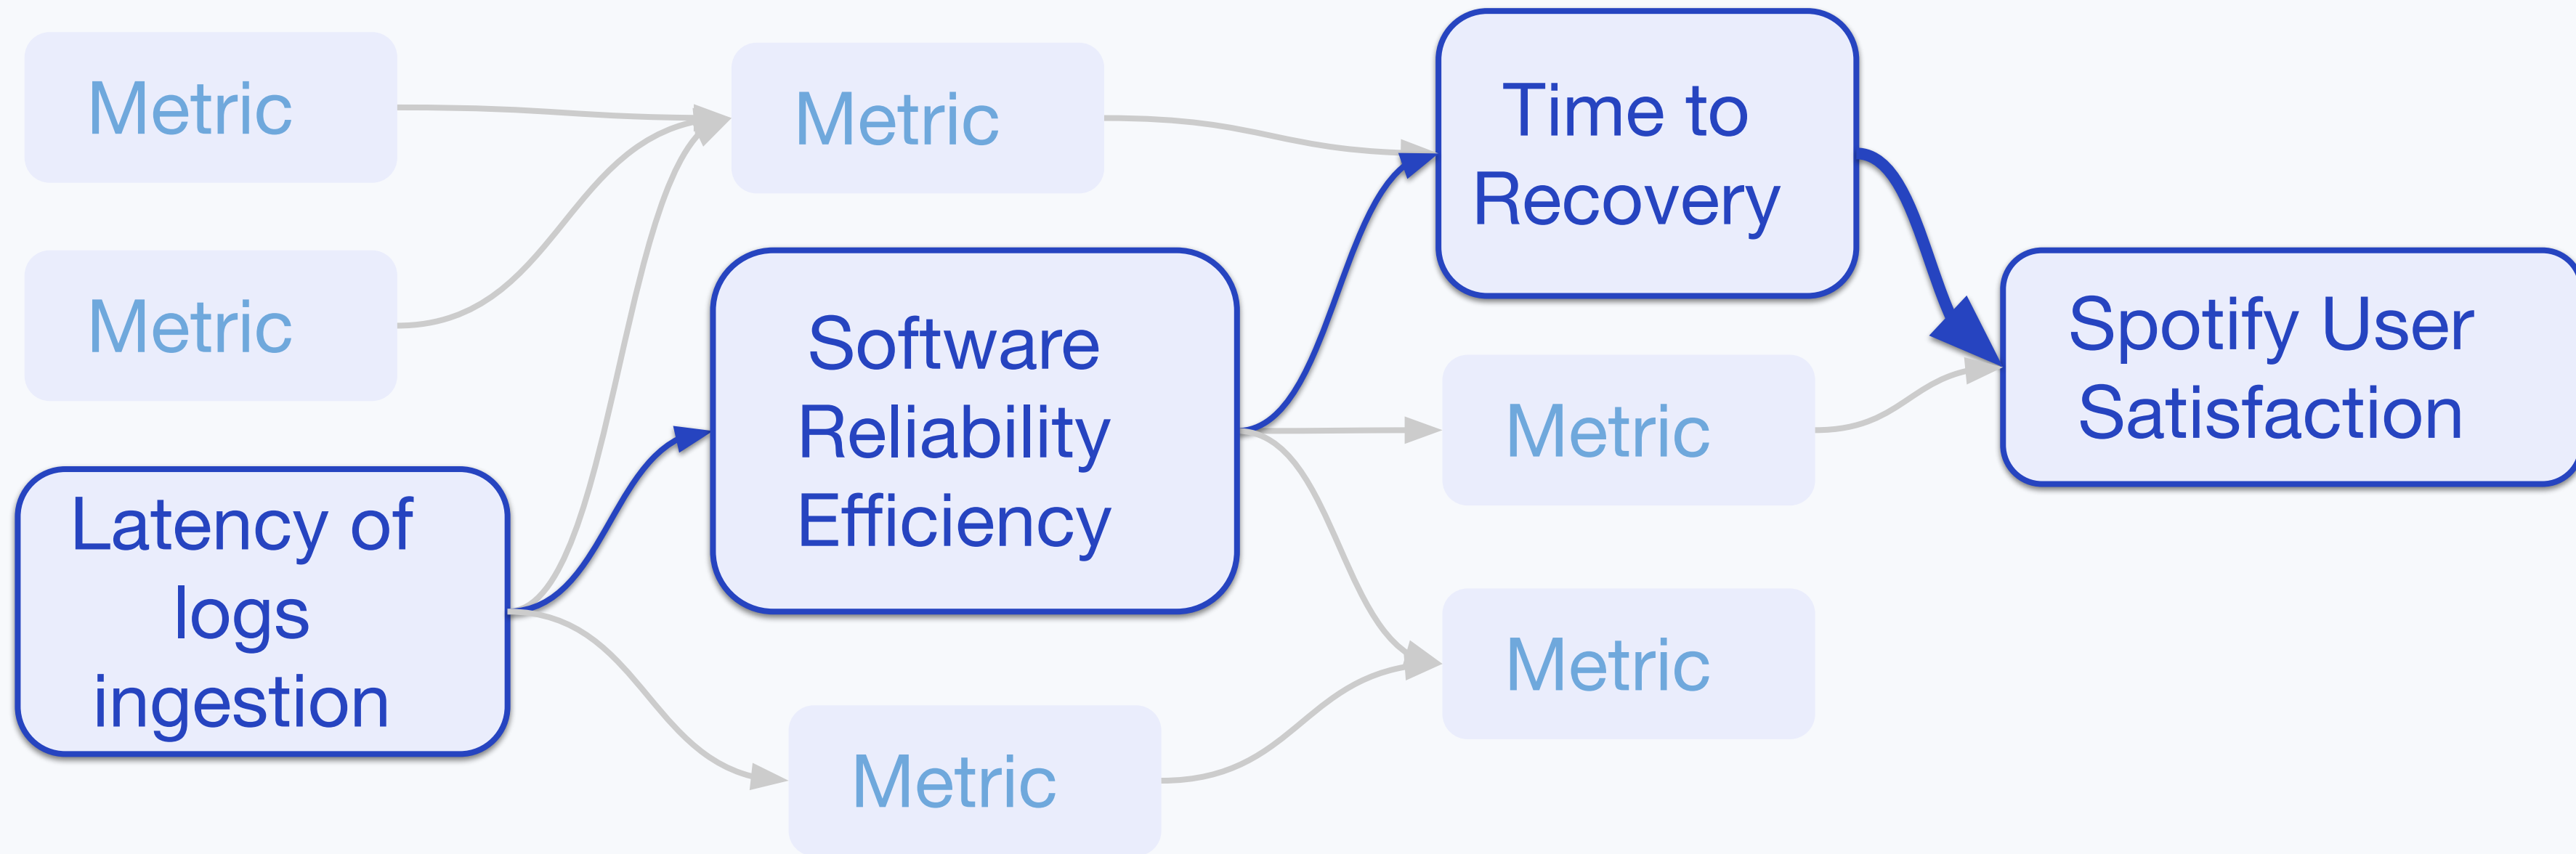 Metric
Metric
Latency of
logs
ingestion
Metric
Software
Reliability
Efficiency
Metric
Time to
Recovery
Metric
Metric
Spotify User
Satisfaction